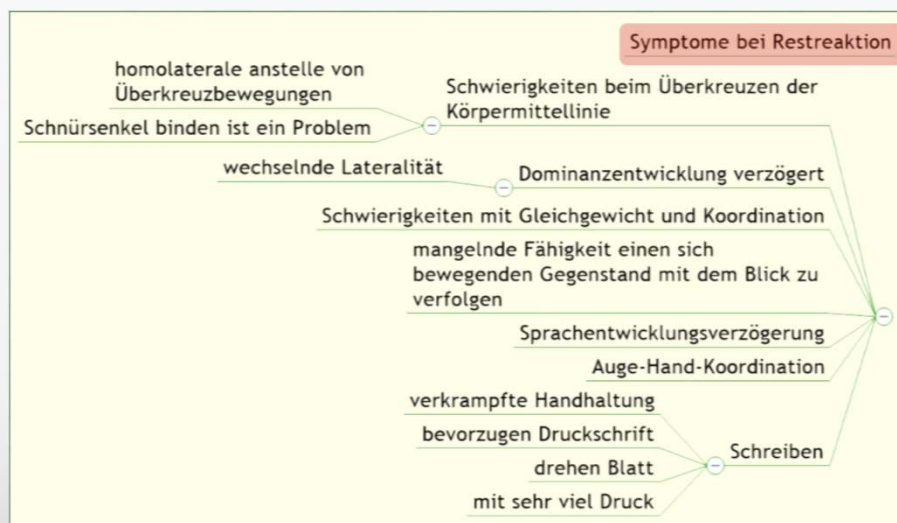 Symptome bei Restreaktion
Schwierigkeiten beim Überkreuzen der
Körpermittellinie
homolaterale anstelle von
Überkreuzbewegungen
Schnürsenkel binden ist ein Problem
Dominanzentwicklung verzögert
wechselnde Lateralität
Schwierigkeiten mit Gleichgewicht und Koordination
mangelnde Fähigkeit einen sich
bewegenden Gegenstand mit dem Blick zu
verfolgen
Sprachentwicklungsverzögerung
Auge-Hand-Koordination
Schreiben
verkrampfte Handhaltung
bevorzugen Druckschrift
drehen Blatt
mit sehr viel Druck